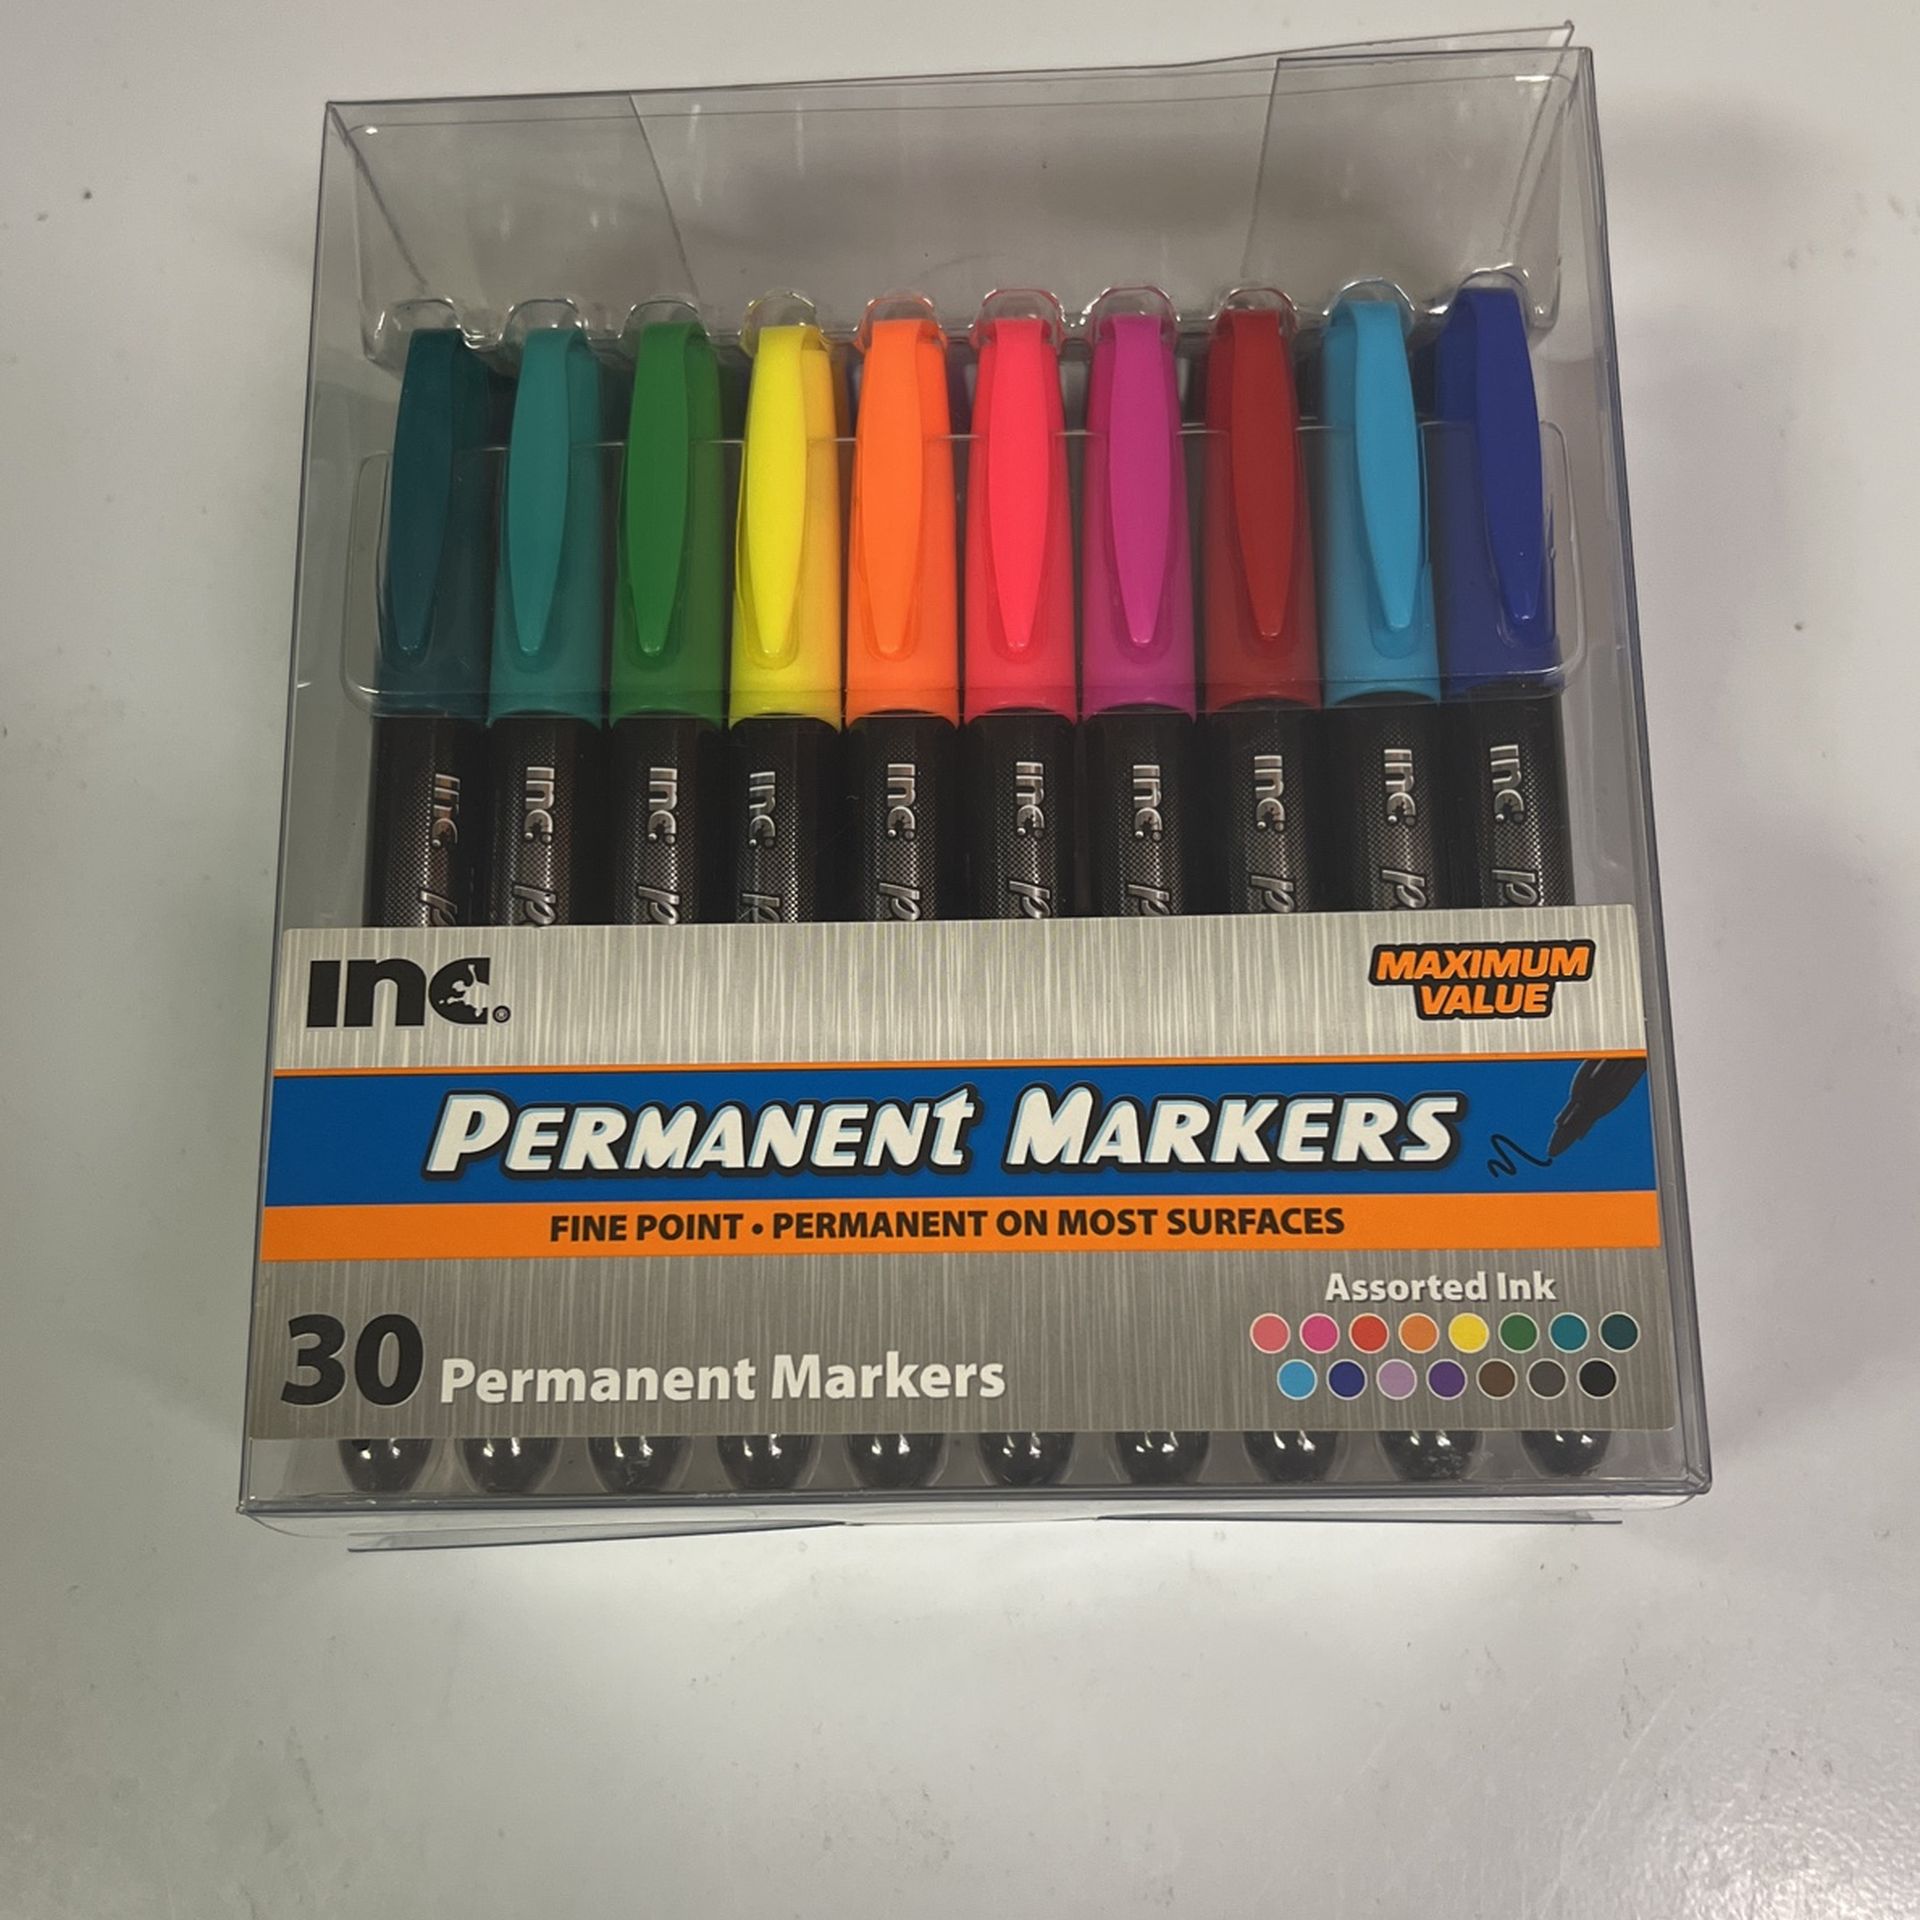 inc. inc. inc. inc. inc. inc. inc. inc. inc. inc.
inc.®
MAXIMUM
VALUE
PERMANENT MARKERS
FINE POINT • PERMANENT ON MOST SURFACES
Assorted Ink
30 Permanent Markers